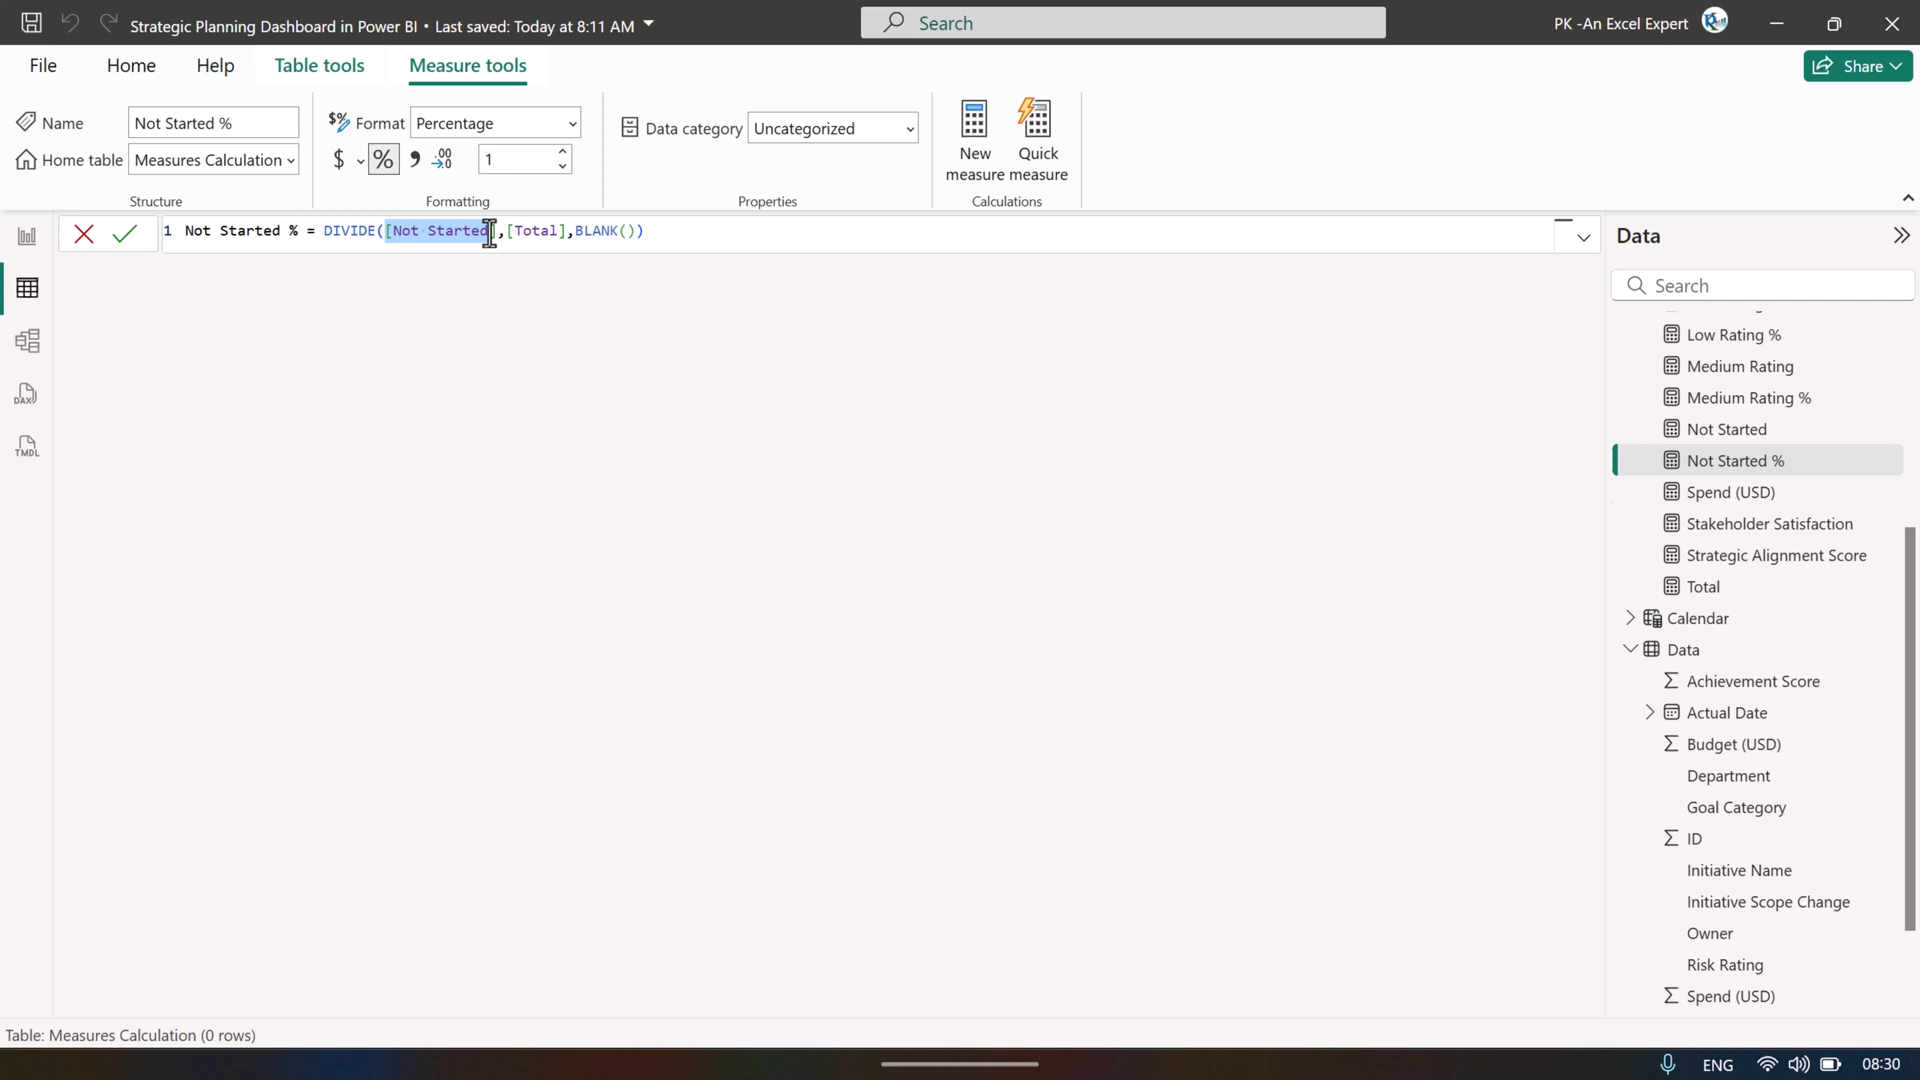 Strategic Planning Dashboard in Power BI • Last saved: Today at 8:11 AM
Search
PK -An Excel Expert
File
Home
Help
Table tools
Measure tools
Share
Name
Not Started %
Format
Percentage
Data category
Uncategorized
New measure
Quick measure
Home table
Measures Calculation
$
%
1
Structure
Formatting
Properties
Calculations
1 Not Started % = DIVIDE([Not Started],[Total],BLANK())
Data
Search
Low Rating %
Medium Rating
Medium Rating %
Not Started
Not Started %
Spend (USD)
Stakeholder Satisfaction
Strategic Alignment Score
Total
Calendar
Data
Achievement Score
Actual Date
Budget (USD)
Department
Goal Category
ID
Initiative Name
Initiative Scope Change
Owner
Risk Rating
Spend (USD)
DAX
TMDL
Table: Measures Calculation (0 rows)
ENG
08:30